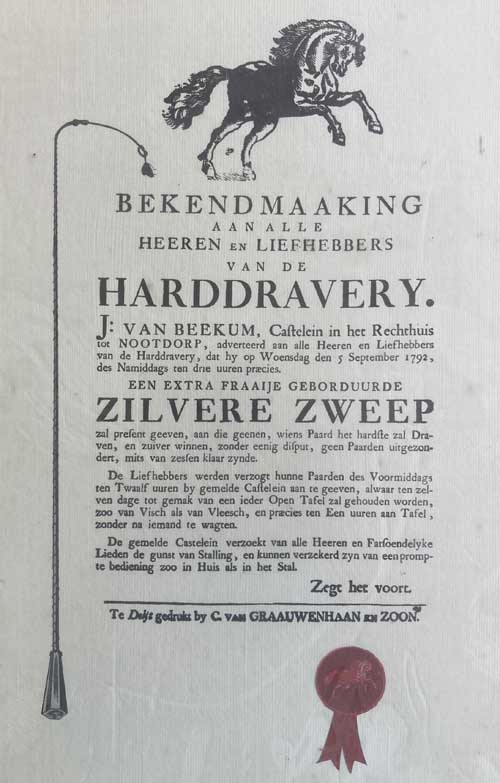 BEKENDMAAKING
AAN ALLE
HEEREN EN LIEFHEBBERS
VAN DE
HARDDRAVERY.
J: VAN BEEKUM, Caſtelein in het Rechthuis
tot NOOTDORP, adverteerd aan alle Heeren en Liefhebbers
van de Harddravery, dat hy op Woensdag den 5 September 1792,
des Namiddags ten drie uuren præcies.
EEN EXTRA FRAAIJE GEBORDUURDE
ZILVERE ZWEEP
zal preſent geeven, aan die geenen, wiens Paard het hardſte zal Dra-
ven, en zuiver winnen, zonder eenig diſput, geen Paarden uitgezon-
dert, mits van zesſen klaar zynde.
De Liefhebbers werden verzogt hunne Paarden des Voormiddags
ten Twaalf uuren by gemelde Caſtelein aan te geeven, alwaar ten zel-
ven dage tot gemak van een ieder Open Tafel zal gehouden worden,
zoo van Visch als van Vleesch, en præcies ten Een uuren aan Tafel,
zonder na iemand te wagten.
De gemelde Castelein verzoekt van alle Heeren en Farſoendelyke
Lieden de gunst van Stalling, en kunnen verzekerd zyn van een promp-
te bediening zoo in Huis als in het Stal.
Zegt het voort.
Te Delft gedrukt by C. VAN GRAAUWENHAAN EN ZOON.